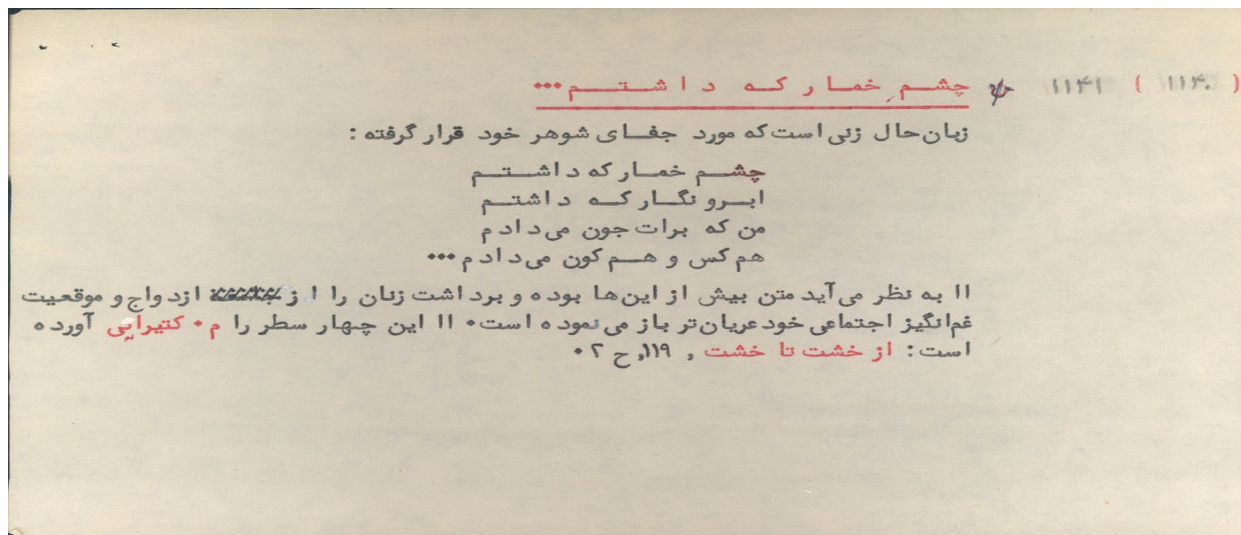 ( ۱۱۴۰ ) ۱۱۴۱ چشم خمار که داشتم...
زبان‌حال زنی‌است‌که مورد جفای شوهر خود قرار گرفته:
چشم خمار که داشتم
ابرو نگار که داشتم
من که برات جون می‌دادم
هم کس و هم کون می‌دادم...
اا به نظر می‌آید متن بیش از این‌ها بوده و برداشت زنان را از ازدواج و موقعیت
غم‌انگیز اجتماعی خود عریان‌تر باز می‌نموده است. اا این چهار سطر را م. کتیرایی آورده
است: از خشت تا خشت , ۱۱۹, ح ۲.